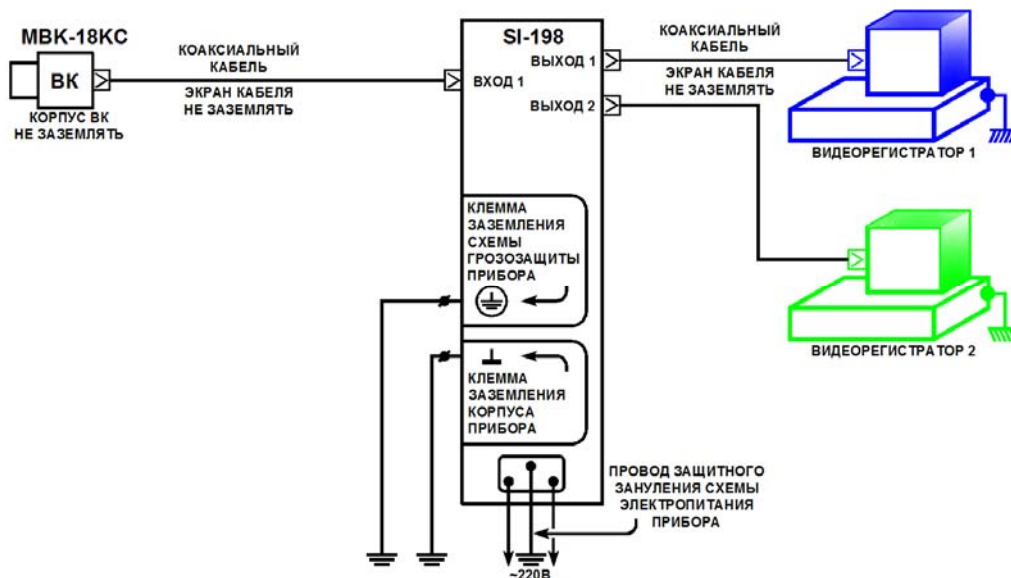 МВК-18КС
ВК
КОРПУС ВК
НЕ ЗАЗЕМЛЯТЬ
КОАКСИАЛЬНЫЙ
КАБЕЛЬ
ЭКРАН КАБЕЛЯ
НЕ ЗАЗЕМЛЯТЬ
SI-198
ВХОД 1
ВЫХОД 1
ВЫХОД 2
КОАКСИАЛЬНЫЙ
КАБЕЛЬ
ЭКРАН КАБЕЛЯ
НЕ ЗАЗЕМЛЯТЬ
ВИДЕОРЕГИСТРАТОР 1
ВИДЕОРЕГИСТРАТОР 2
КЛЕММА
ЗАЗЕМЛЕНИЯ
СХЕМЫ
ГРОЗОЗАЩИТЫ
ПРИБОРА
КЛЕММА
ЗАЗЕМЛЕНИЯ
КОРПУСА
ПРИБОРА
ПРОВОД ЗАЩИТНОГО
ЗАНУЛЕНИЯ СХЕМЫ
ЭЛЕКТРОПИТАНИЯ
ПРИБОРА
~220В